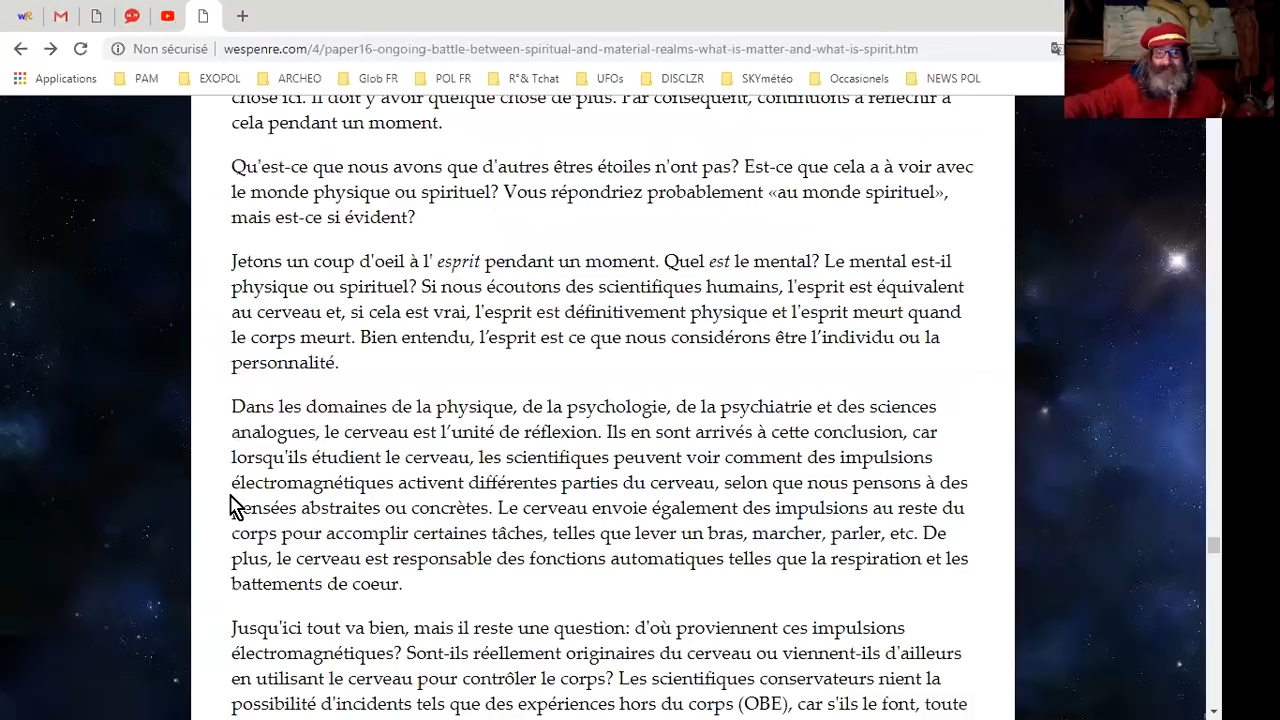 Non sécurisé
wespenre.com/4/paper16-ongoing-battle-between-spiritual-and-material-realms-what-is-matter-and-what-is-spirit.htm
Applications PAM EXOPOL ARCHEO Glob FR POL FR R°& Tchat UFOs DISCLZR SKYmétéo Occasionels NEWS POL
chose ici. Il doit y avoir quelque chose de plus. Par conséquent, continuons à réfléchir à
cela pendant un moment.
Qu'est-ce que nous avons que d'autres êtres étoiles n'ont pas? Est-ce que cela a à voir avec
le monde physique ou spirituel? Vous répondriez probablement «au monde spirituel»,
mais est-ce si évident?
Jetons un coup d'oeil à l' esprit pendant un moment. Quel est le mental? Le mental est-il
physique ou spirituel? Si nous écoutons des scientifiques humains, l'esprit est équivalent
au cerveau et, si cela est vrai, l'esprit est définitivement physique et l'esprit meurt quand
le corps meurt. Bien entendu, l’esprit est ce que nous considérons être l’individu ou la
personnalité.
Dans les domaines de la physique, de la psychologie, de la psychiatrie et des sciences
analogues, le cerveau est l’unité de réflexion. Ils en sont arrivés à cette conclusion, car
lorsqu'ils étudient le cerveau, les scientifiques peuvent voir comment des impulsions
électromagnétiques activent différentes parties du cerveau, selon que nous pensons à des
pensées abstraites ou concrètes. Le cerveau envoie également des impulsions au reste du
corps pour accomplir certaines tâches, telles que lever un bras, marcher, parler, etc. De
plus, le cerveau est responsable des fonctions automatiques telles que la respiration et les
battements de coeur.
Jusqu'ici tout va bien, mais il reste une question: d'où proviennent ces impulsions
électromagnétiques? Sont-ils réellement originaires du cerveau ou viennent-ils d'ailleurs
en utilisant le cerveau pour contrôler le corps? Les scientifiques conservateurs nient la
possibilité d'incidents tels que des expériences hors du corps (OBE), car s'ils le font, toute